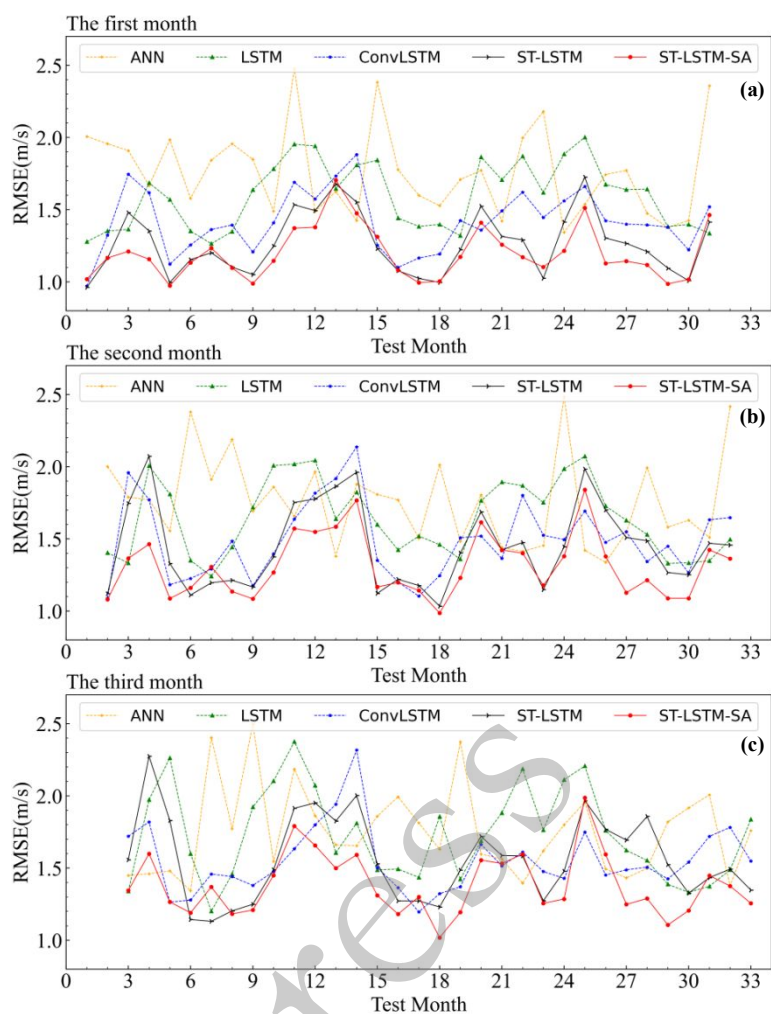 The first month
ANN LSTM ConvLSTM ST-LSTM ST-LSTM-SA
(a)
2.5
2.0
1.5
1.0
RMSE(m/s)
0 3 6 9 12 15 18 21 24 27 30 33
Test Month
The second month
ANN LSTM ConvLSTM ST-LSTM ST-LSTM-SA
(b)
2.5
2.0
1.5
1.0
RMSE(m/s)
0 3 6 9 12 15 18 21 24 27 30 33
Test Month
The third month
ANN LSTM ConvLSTM ST-LSTM ST-LSTM-SA
(c)
2.5
2.0
1.5
1.0
RMSE(m/s)
0 3 6 9 12 15 18 21 24 27 30 33
Test Month
ress